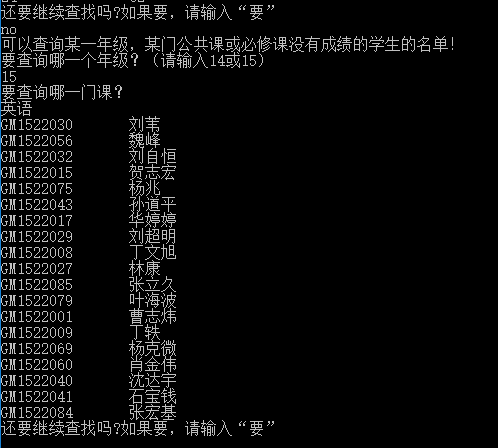 还要继续查找吗?如果要，请输入“要”
no
可以查询某一年级，某门公共课或必修课没有成绩的学生的名单!
要查询哪一个年级？（请输入14或15）
15
要查询哪一门课？
英语
GM1522030 刘苇
GM1522056 魏峰
GM1522032 刘自恒
GM1522015 贺志宏
GM1522075 杨兆
GM1522043 孙道平
GM1522017 华婷婷
GM1522029 刘超明
GM1522008 丁文旭
GM1522027 林康
GM1522085 张立久
GM1522079 叶海波
GM1522001 曹志炜
GM1522009 丁轶
GM1522069 杨克微
GM1522060 肖金伟
GM1522040 沈达宇
GM1522041 石宝钱
GM1522084 张宏基
还要继续查找吗?如果要，请输入“要”